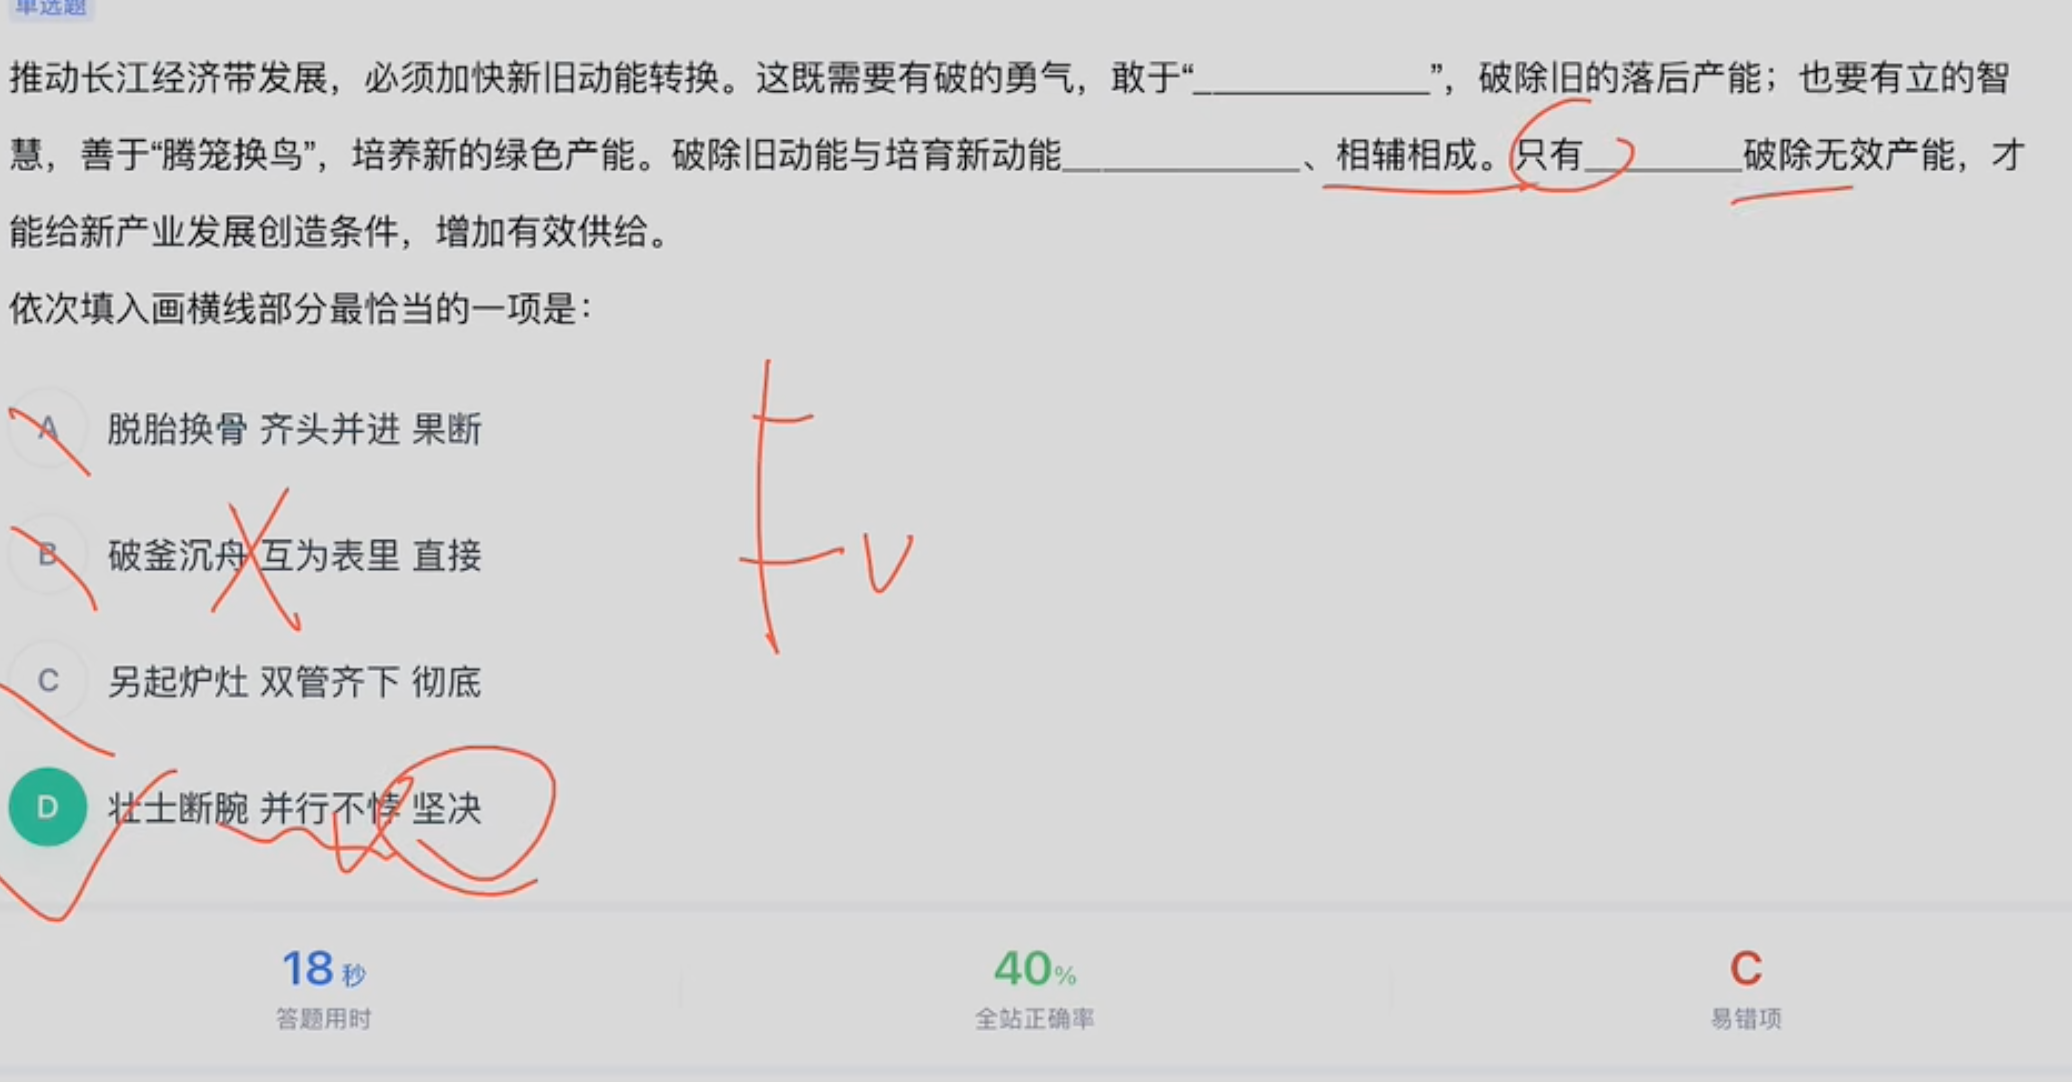 单选题
推动长江经济带发展，必须加快新旧动能转换。这既需要有破的勇气，敢于“____________”，破除旧的落后产能；也要有立的智
慧，善于“腾笼换鸟”，培养新的绿色产能。破除旧动能与培育新动能____________、相辅相成。只有________破除无效产能，才
能给新产业发展创造条件，增加有效供给。
依次填入画横线部分最恰当的一项是：
A 脱胎换骨 齐头并进 果断
B 破釜沉舟 互为表里 直接
C 另起炉灶 双管齐下 彻底
D 壮士断腕 并行不悖 坚决
18 秒
答题用时
40%
全站正确率
C
易错项